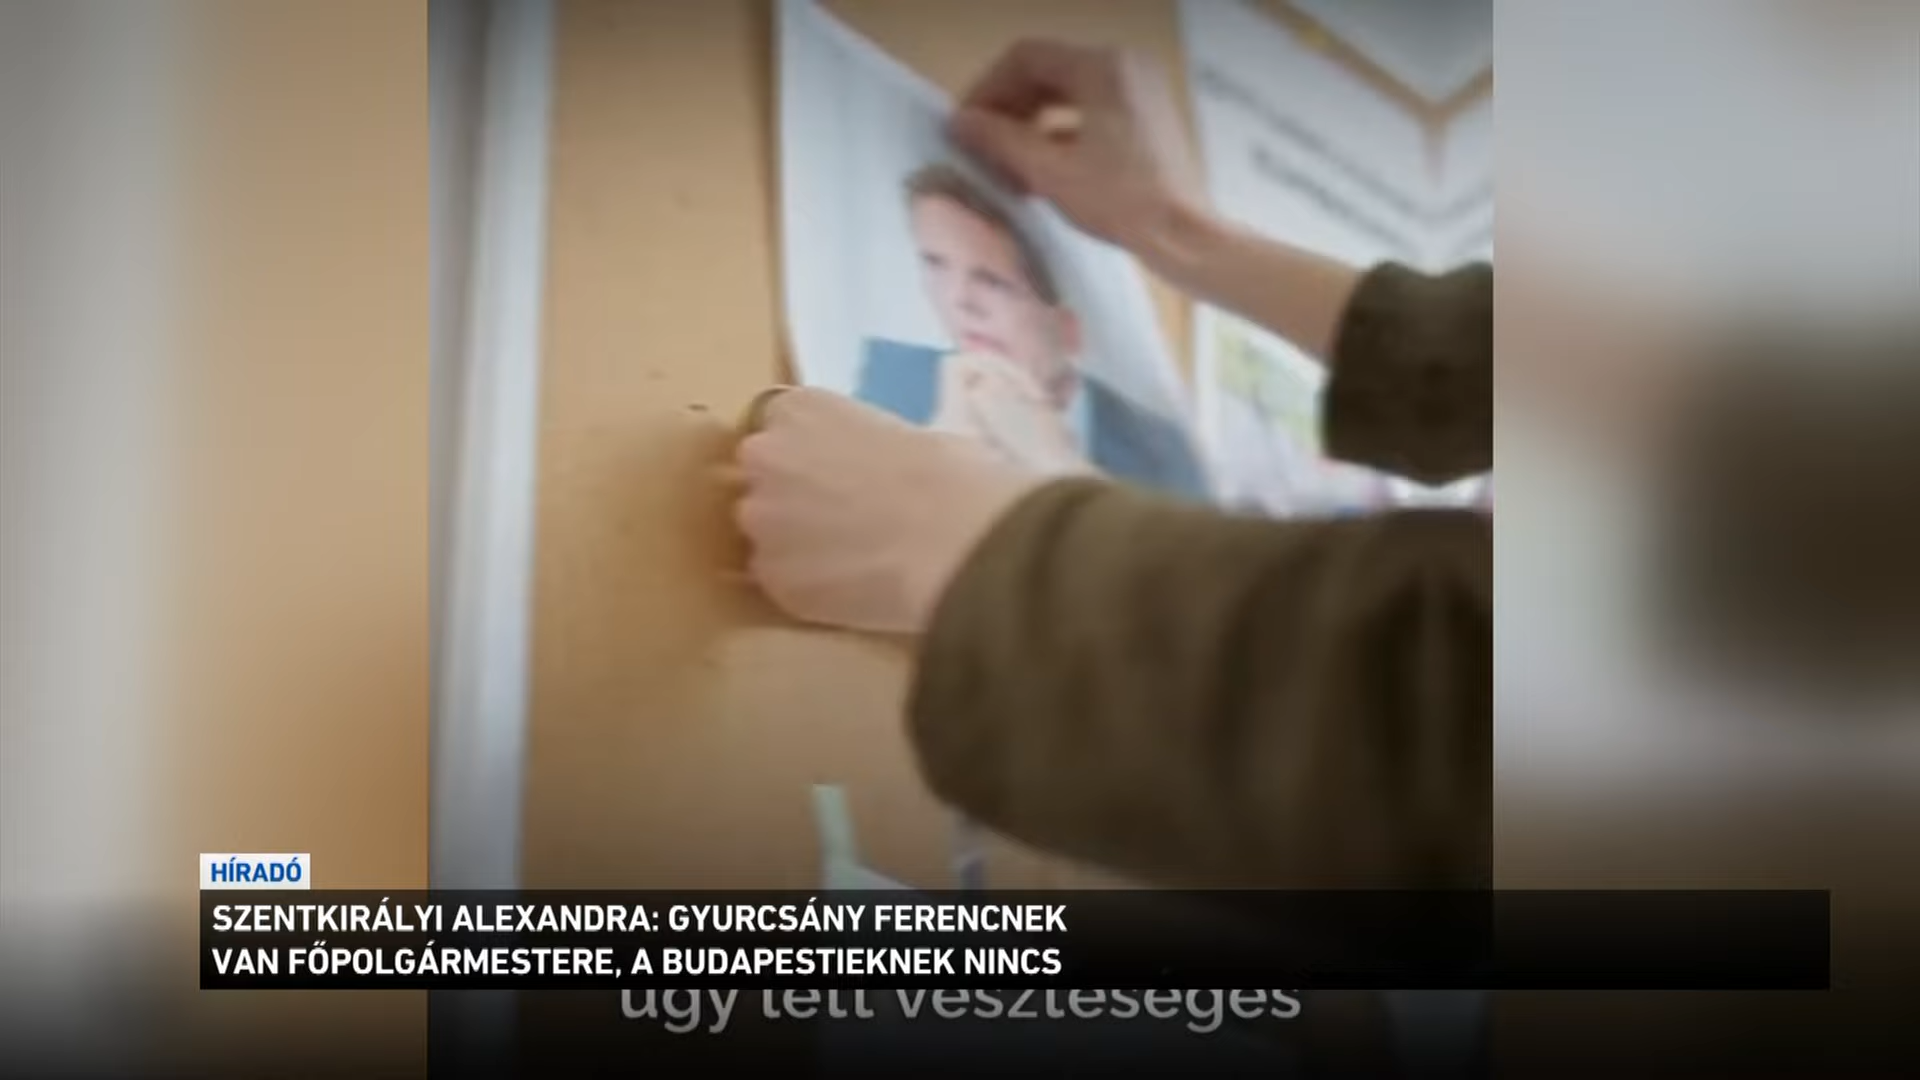 HÍRADÓ
SZENTKIRÁLYI ALEXANDRA: GYURCSÁNY FERENCNEK
VAN FŐPOLGÁRMESTERE, A BUDAPESTIEKNEK NINCS
úgy lett veszteséges